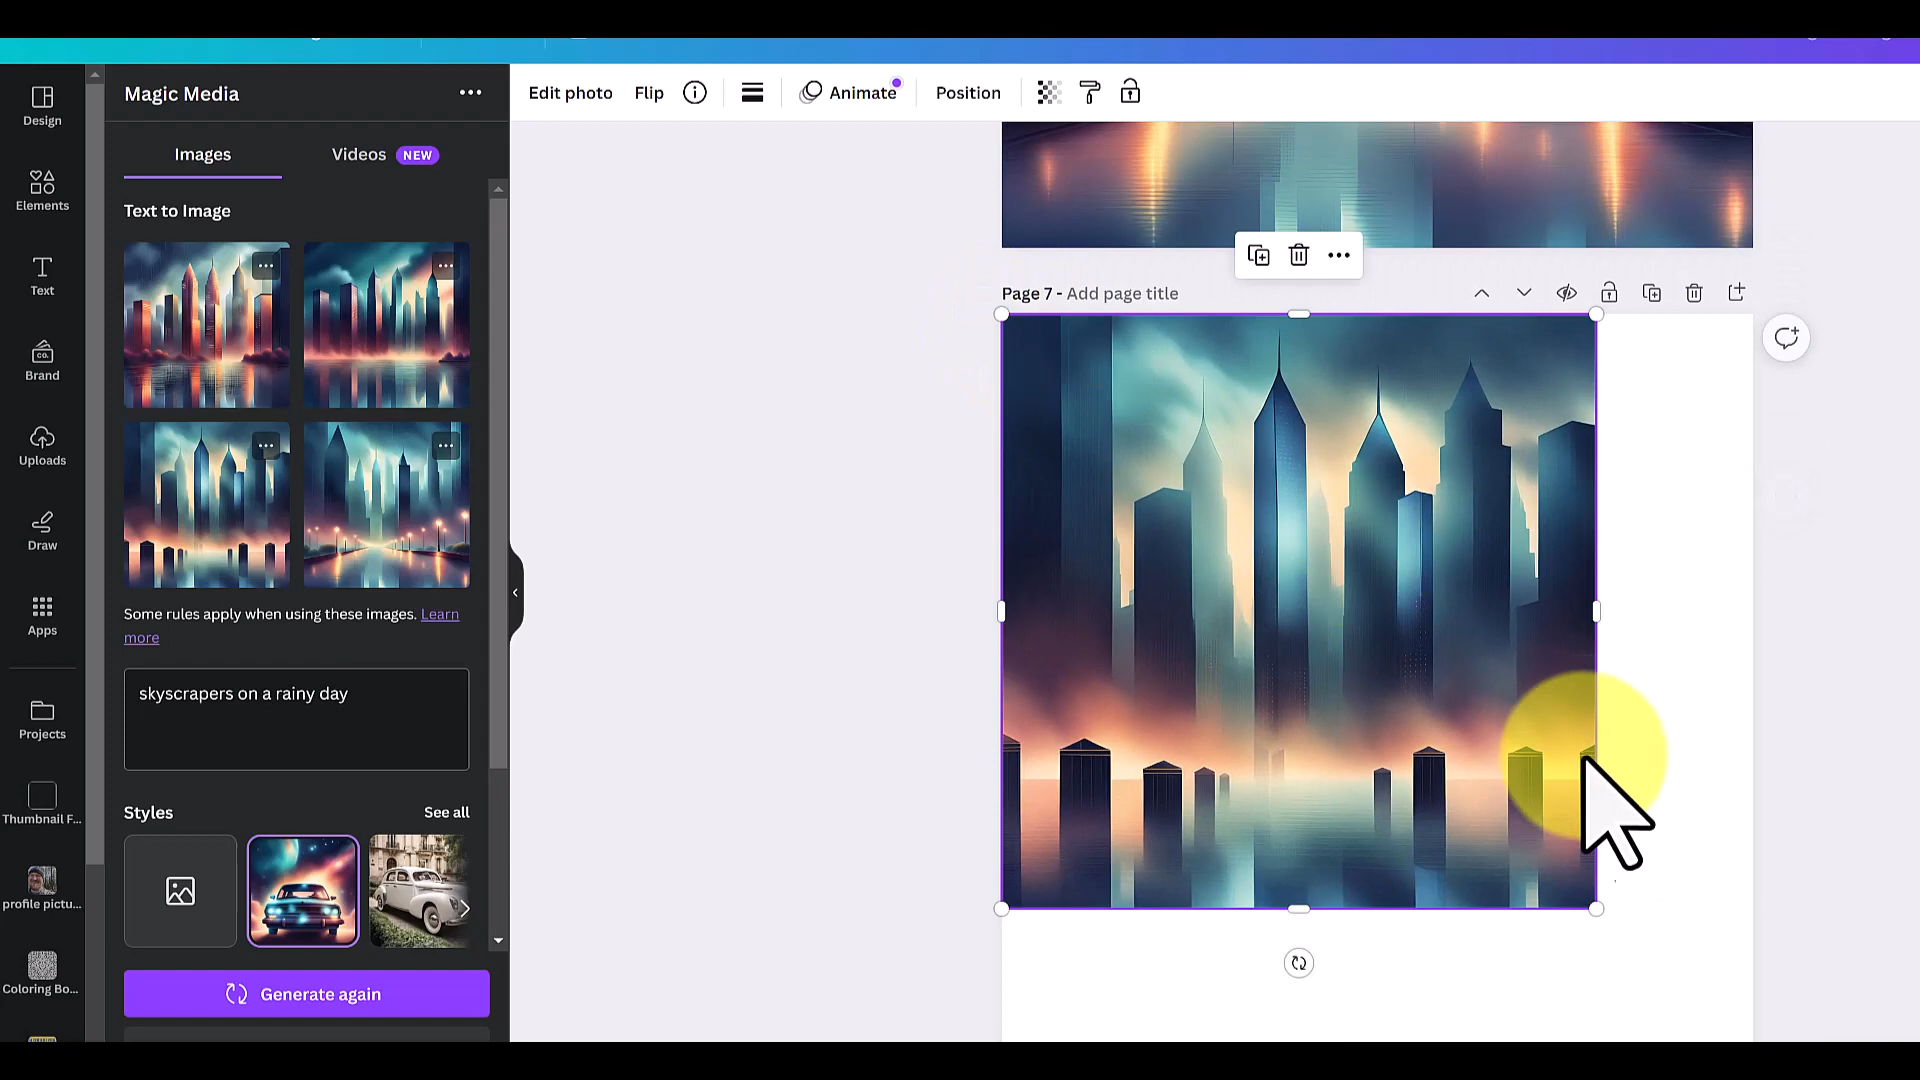 Magic Media
Edit photo
Flip
Animate
Position
Design
Elements
Text
Brand
CO.
Uploads
Draw
Apps
Projects
Thumbnail F...
profile pictu...
Coloring Bo...
Images
Videos NEW
Text to Image
Some rules apply when using these images. Learn
more
skyscrapers on a rainy day
Styles
See all
Generate again
Page 7 - Add page title